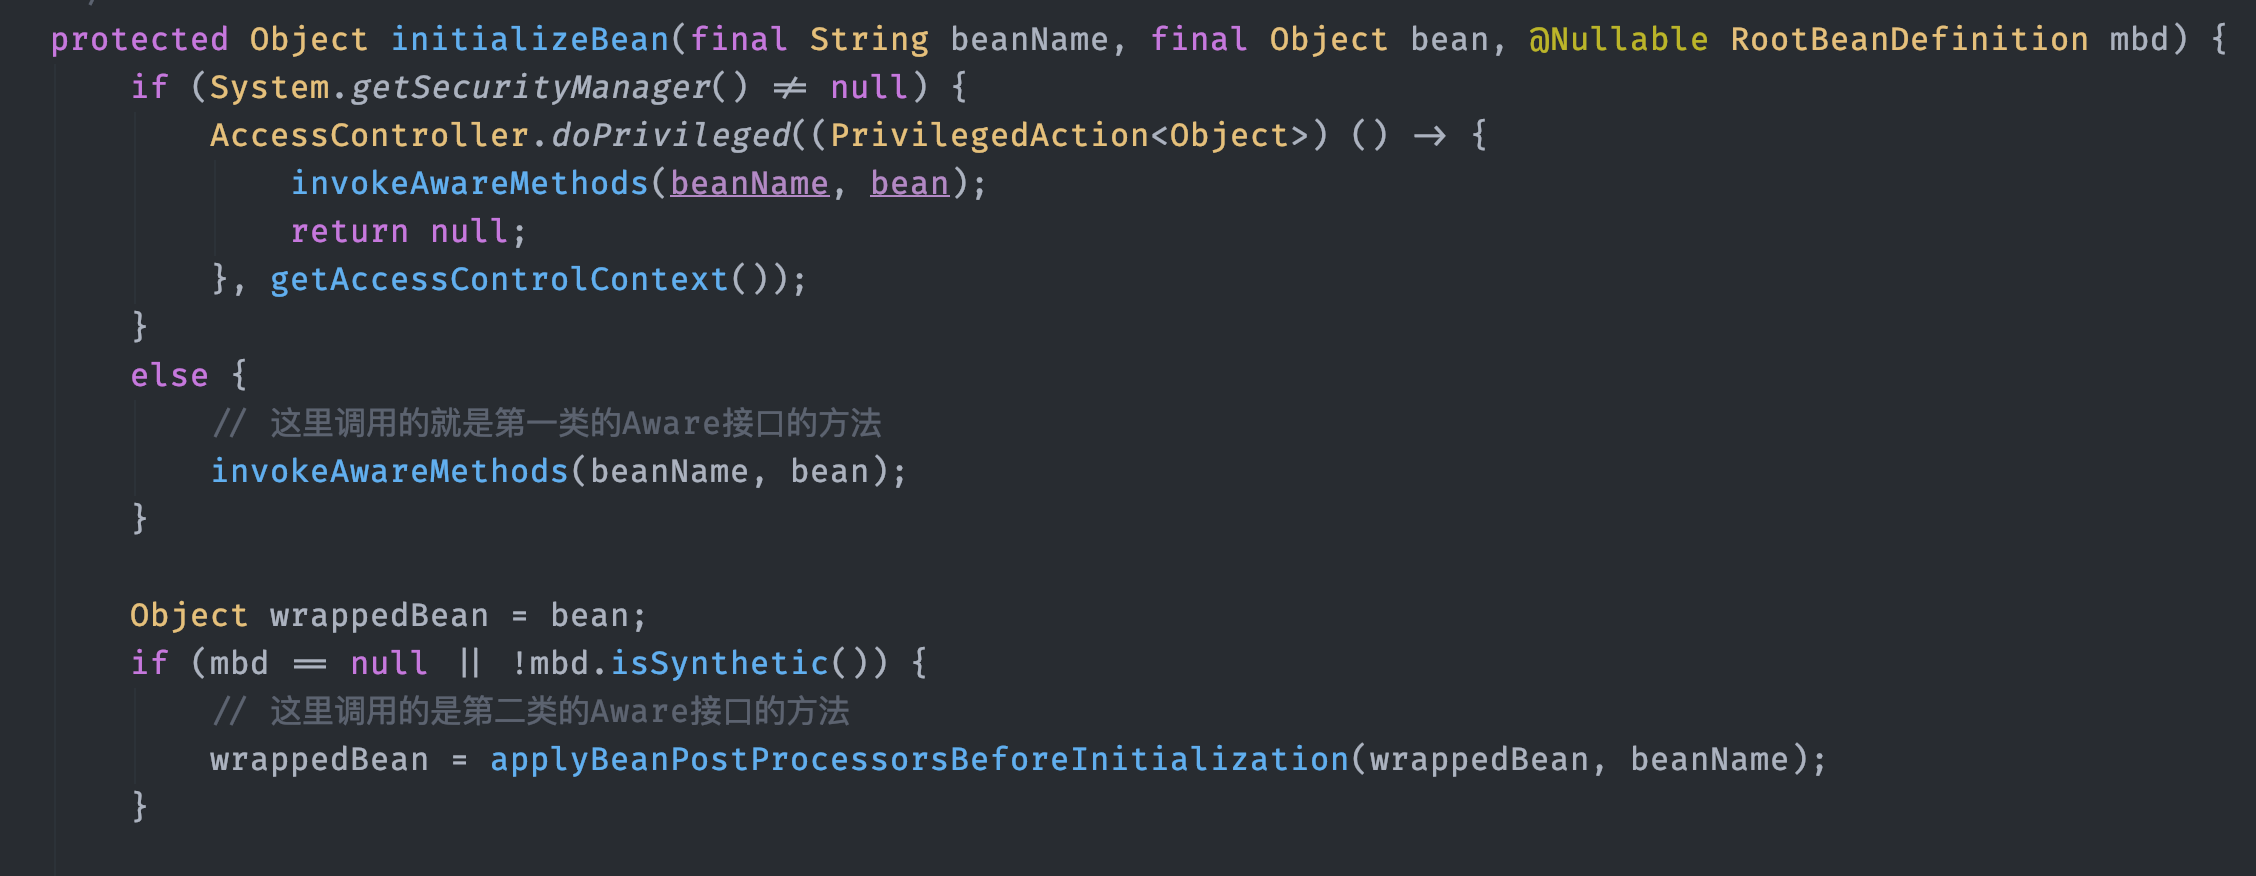 protected Object initializeBean(final String beanName, final Object bean, @Nullable RootBeanDefinition mbd) {
if (System.getSecurityManager() != null) {
AccessController.doPrivileged((PrivilegedAction<Object>) () -> {
invokeAwareMethods(beanName, bean);
return null;
}, getAccessControlContext());
}
else {
// 这里调用的就是第一类的Aware接口的方法
invokeAwareMethods(beanName, bean);
}
Object wrappedBean = bean;
if (mbd == null || !mbd.isSynthetic()) {
// 这里调用的是第二类的Aware接口的方法
wrappedBean = applyBeanPostProcessorsBeforeInitialization(wrappedBean, beanName);
}